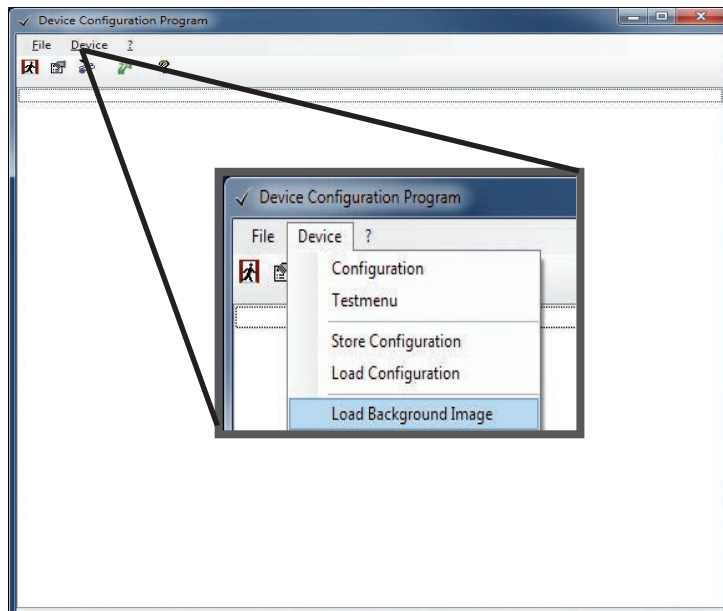 Device Configuration Program
File Device ?
Device Configuration Program
File Device ?
Configuration
Testmenu
Store Configuration
Load Configuration
Load Background Image